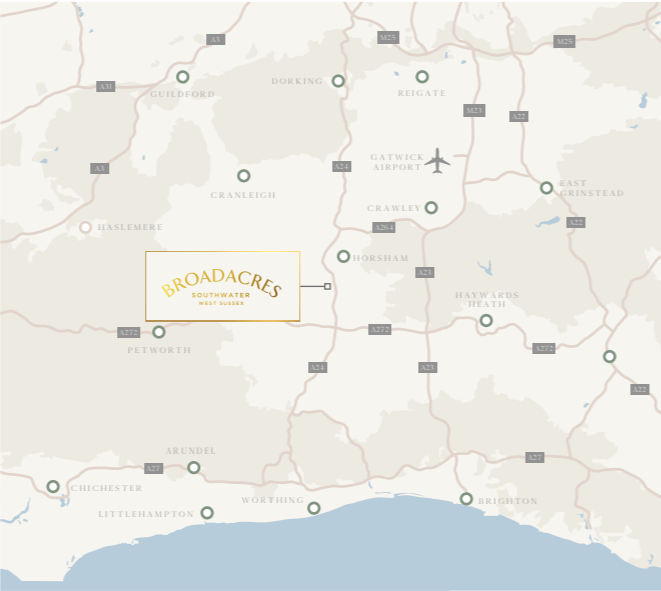 A3
M25
M25
A31
GUILDFORD
DORKING
REIGATE
M23
A22
A3
A24
GATWICK
AIRPORT
CRANLEIGH
EAST
GRINSTEAD
CRAWLEY
HASLEMERE
A264
A22
HORSHAM
BROADACRES
SOUTHWATER
WEST SUSSEX
A23
HAYWARDS
HEATH
A272
PETWORTH
A272
A272
A24
A23
A22
ARUNDEL
A27
A27
CHICHESTER
LITTLEHAMPTON
WORTHING
BRIGHTON